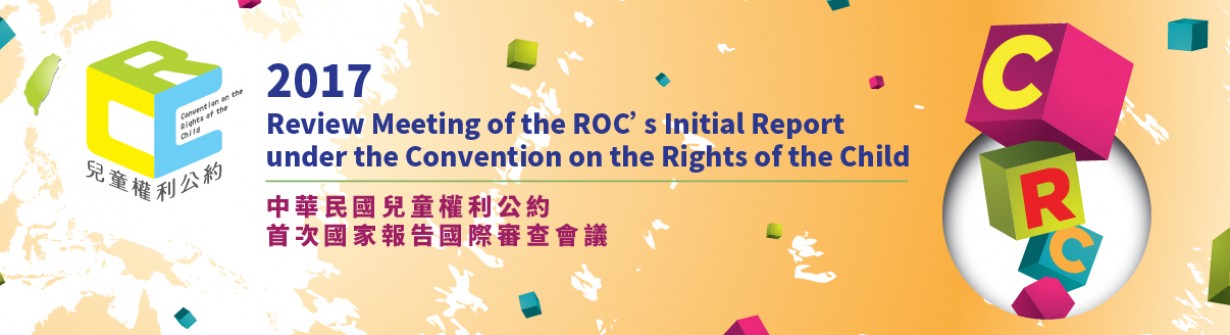 R
C
C
Convention on the
Rights of the
Child
兒童權利公約
2017
Review Meeting of the ROC’ s Initial Report
under the Convention on the Rights of the Child
中華民國兒童權利公約
首次國家報告國際審查會議
C
R
C